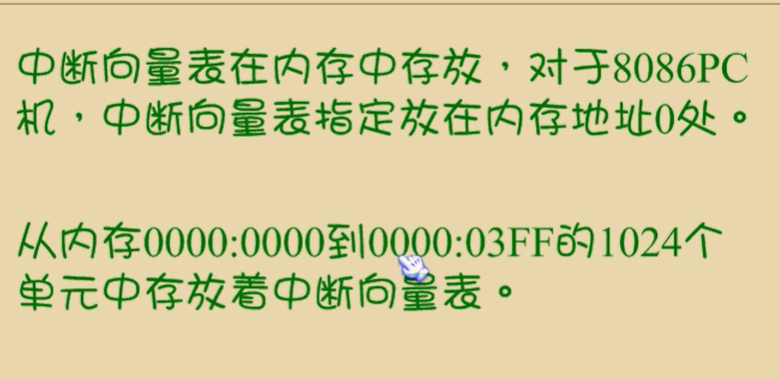 中断向量表在内存中存放，对于8086PC
机，中断向量表指定放在内存地址0处。
从内存0000:0000到0000:03FF的1024个
单元中存放着中断向量表。